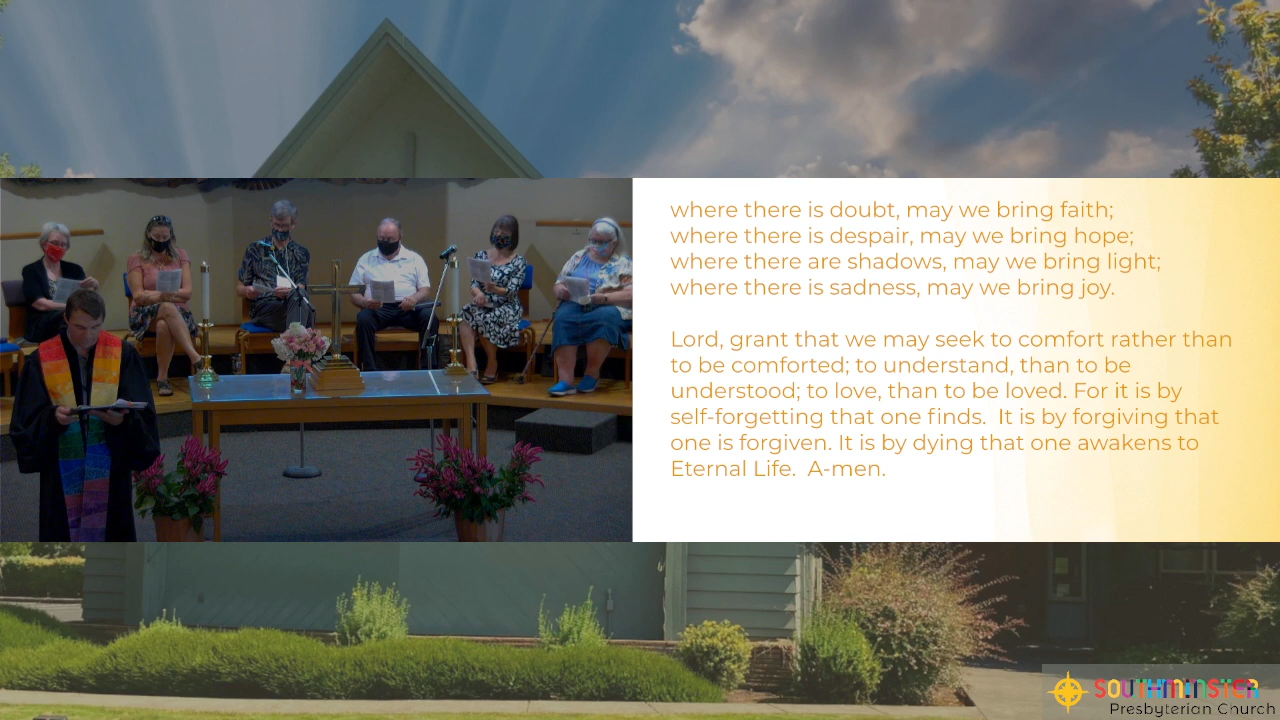 where there is doubt, may we bring faith;
where there is despair, may we bring hope;
where there are shadows, may we bring light;
where there is sadness, may we bring joy.
Lord, grant that we may seek to comfort rather than
to be comforted; to understand, than to be
understood; to love, than to be loved. For it is by
self-forgetting that one finds.  It is by forgiving that
one is forgiven. It is by dying that one awakens to
Eternal Life.  A-men.
SOUTHMINSTER
Presbyterian Church